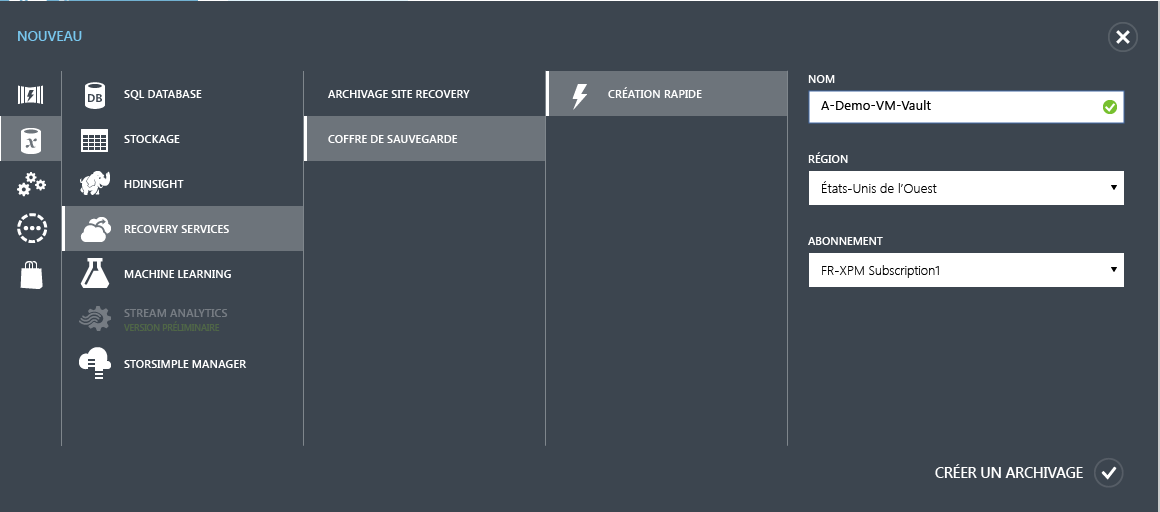 NOUVEAU
DB
SQL DATABASE
STOCKAGE
HDINSIGHT
RECOVERY SERVICES
MACHINE LEARNING
STREAM ANALYTICS
VERSION PRÉLIMINAIRE
STORSIMPLE MANAGER
x
ARCHIVAGE SITE RECOVERY
COFFRE DE SAUVEGARDE
CRÉATION RAPIDE
NOM
A-Demo-VM-Vault
RÉGION
États-Unis de l'Ouest
ABONNEMENT
FR-XPM Subscription1
CRÉER UN ARCHIVAGE